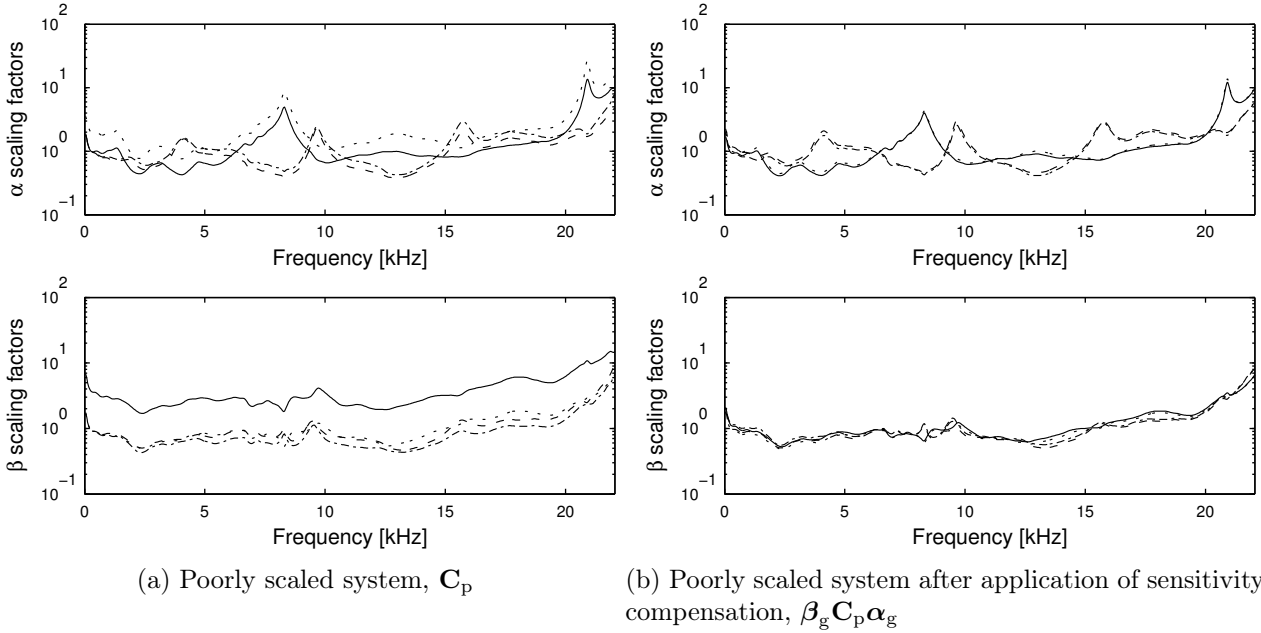 10^2
10^1
10^0
10^−1
α scaling factors
0 5 10 15 20
Frequency [kHz]
10^2
10^1
10^0
10^−1
α scaling factors
0 5 10 15 20
Frequency [kHz]
10^2
10^1
10^0
10^−1
β scaling factors
0 5 10 15 20
Frequency [kHz]
10^2
10^1
10^0
10^−1
β scaling factors
0 5 10 15 20
Frequency [kHz]
(a) Poorly scaled system, C_p
(b) Poorly scaled system after application of sensitivity
compensation, β_g C_p α_g